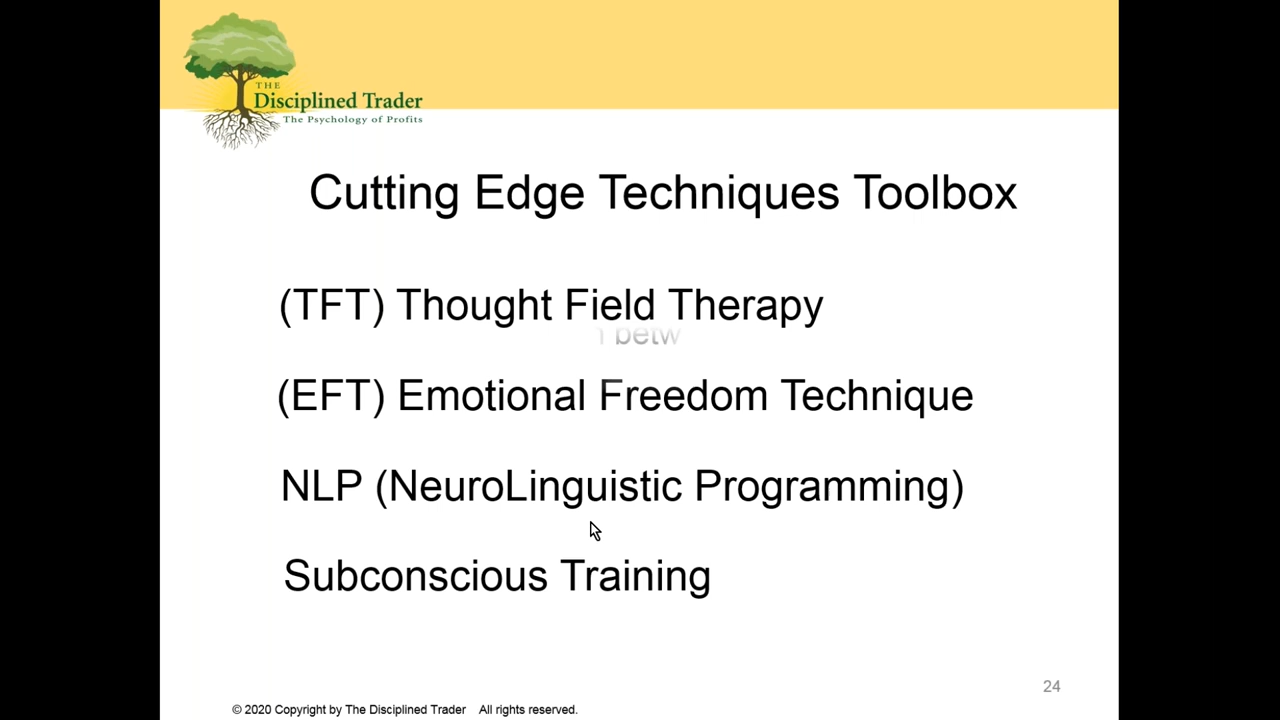 THE
Disciplined Trader
The Psychology of Profits
Cutting Edge Techniques Toolbox
(TFT) Thought Field Therapy
(EFT) Emotional Freedom Technique
NLP (NeuroLinguistic Programming)
Subconscious Training
24
© 2020 Copyright by The Disciplined Trader All rights reserved.